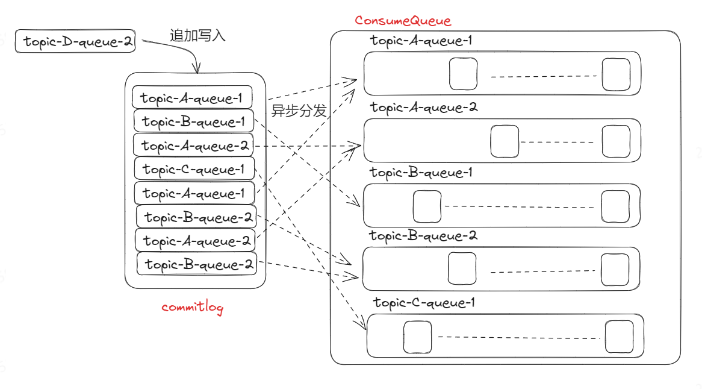 topic-D-queue-2
追加写入
topic-A-queue-1
topic-B-queue-1
topic-A-queue-2
topic-C-queue-1
topic-A-queue-1
topic-B-queue-2
topic-A-queue-2
topic-B-queue-2
commitlog
异步分发
ConsumeQueue
topic-A-queue-1
topic-A-queue-2
topic-B-queue-1
topic-B-queue-2
topic-C-queue-1